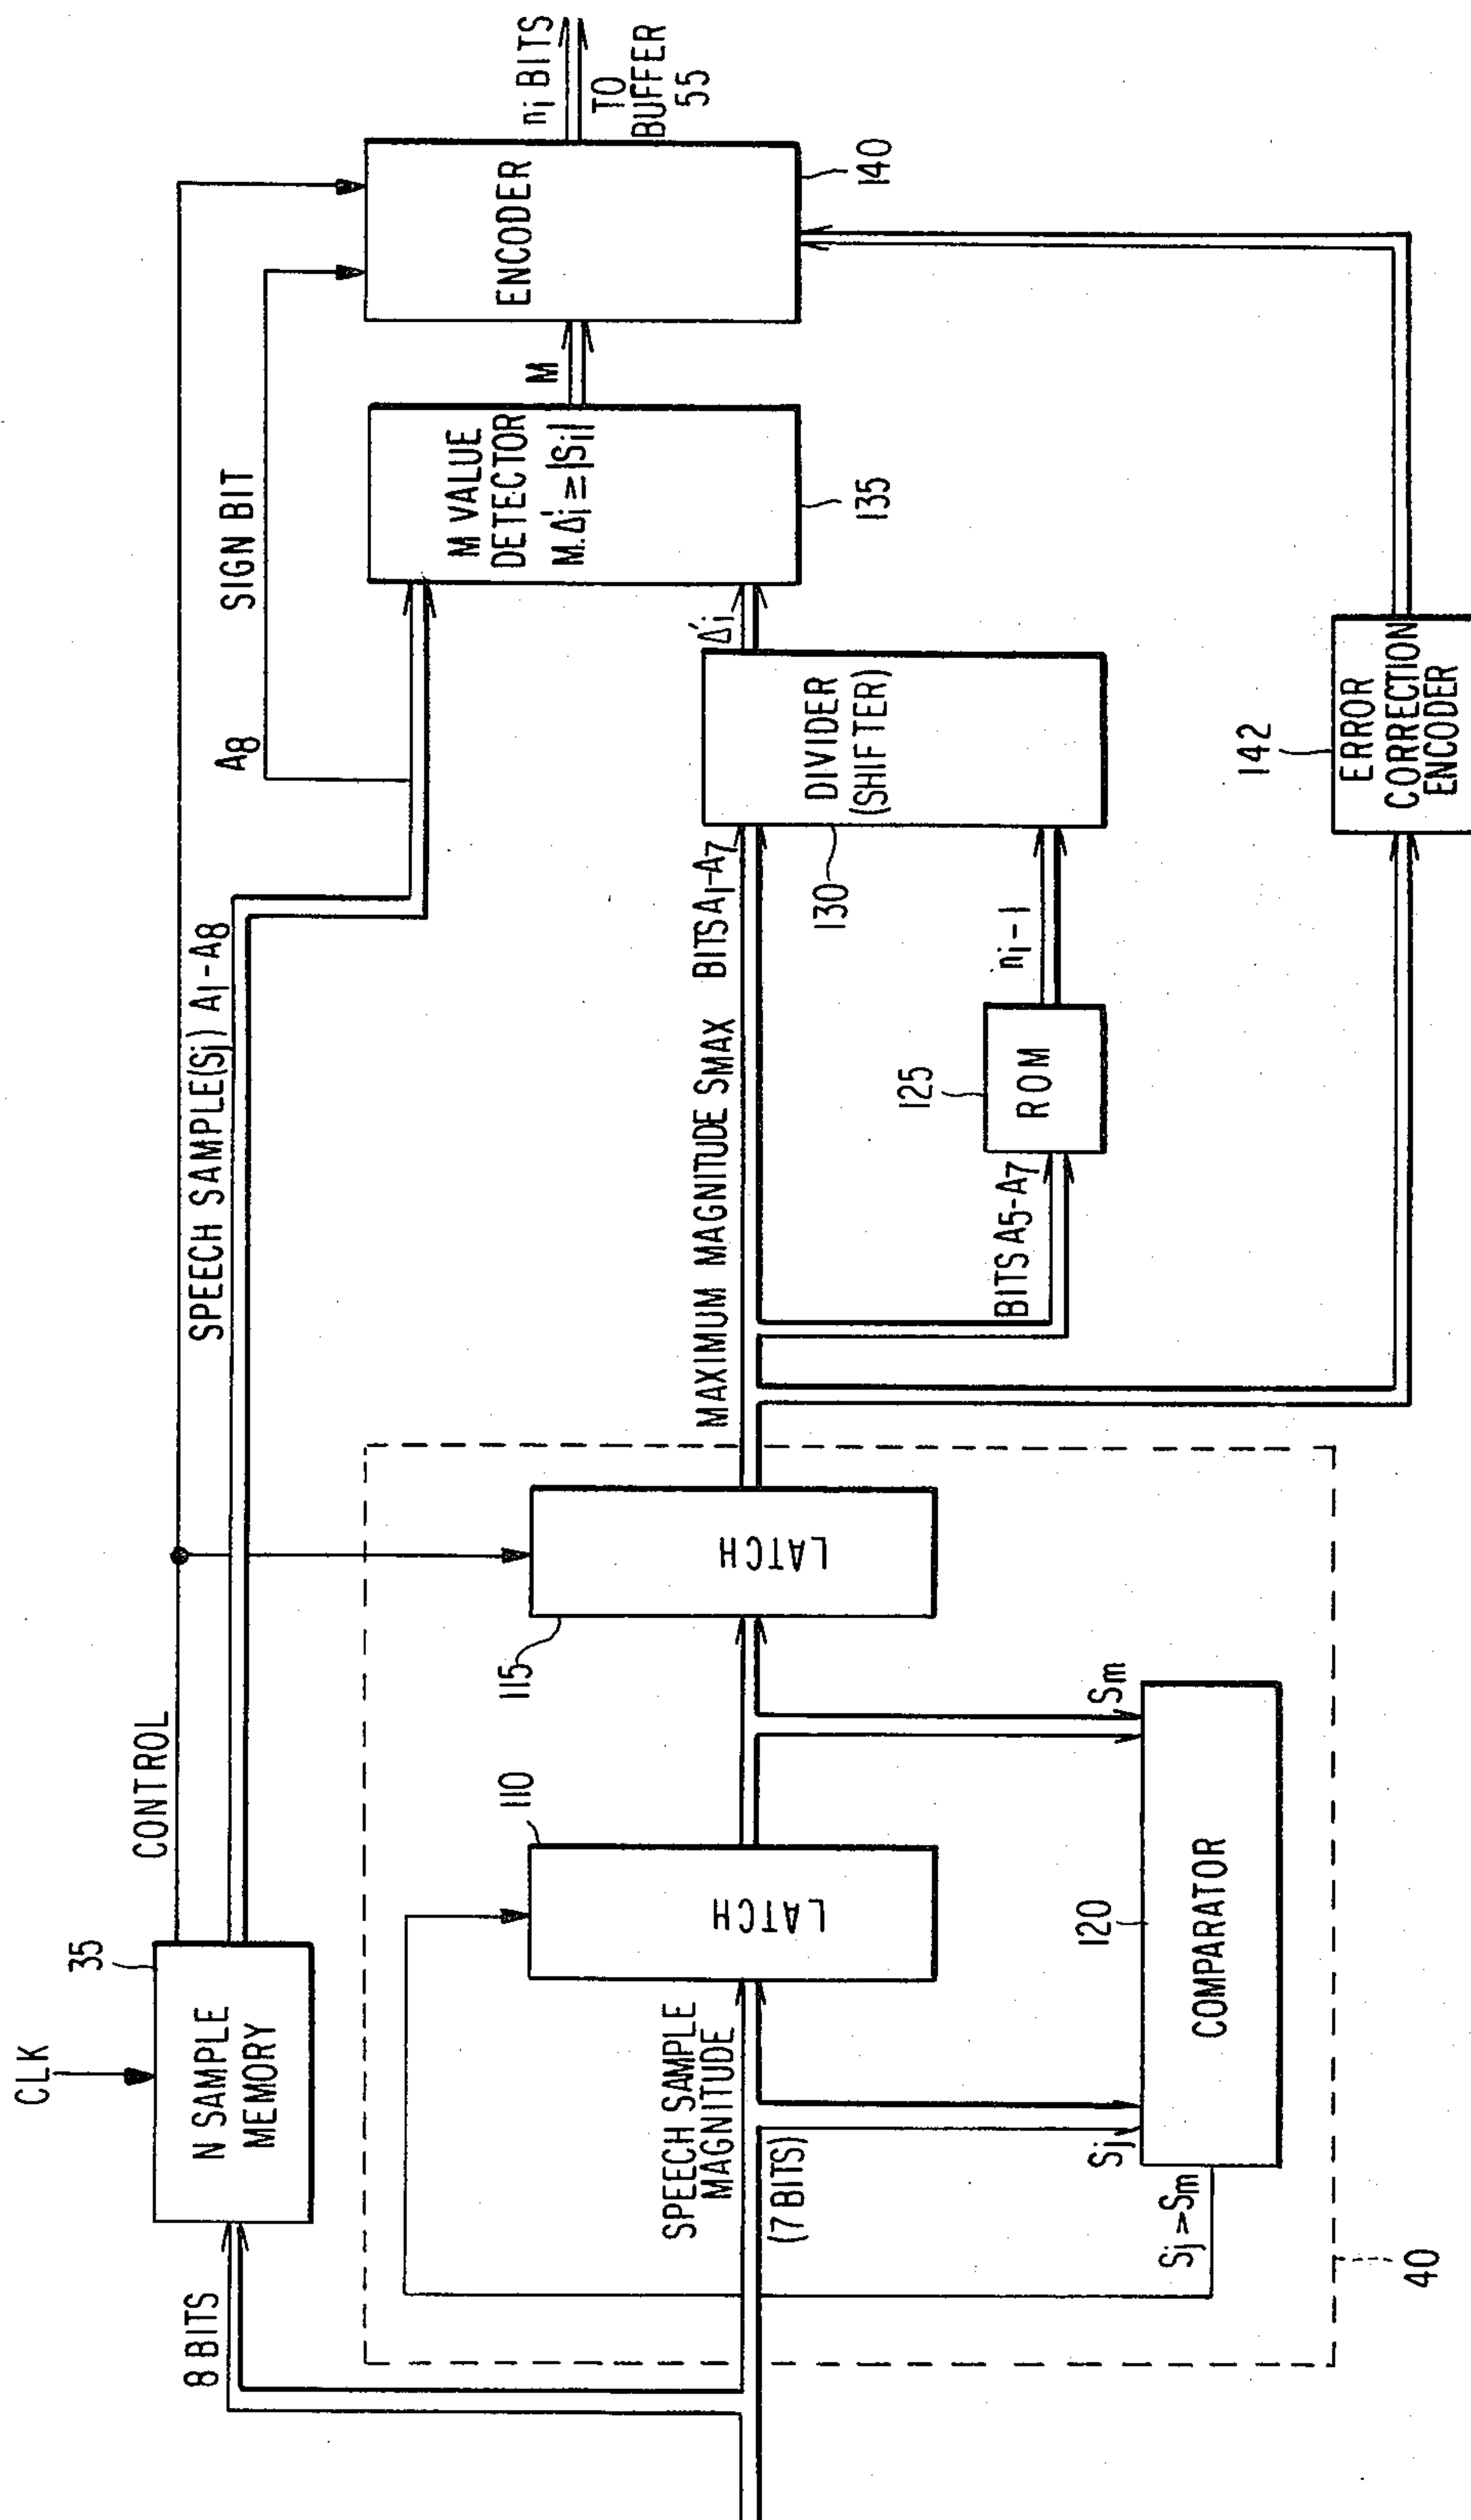 CLK
35
N SAMPLE
MEMORY
8 BITS
CONTROL
SPEECH SAMPLE(Sj) A1-A8
A8
SIGN BIT
SPEECH SAMPLE
MAGNITUDE
(7 BITS)
110
LATCH
115
LATCH
Sj
Sm
120
COMPARATOR
Sj>Sm
40
MAXIMUM MAGNITUDE SMAX BITS A1-A7
BITS A5-A7
125
ROM
ni-1
130
DIVIDER
(SHIFTER)
Δ'i
M VALUE
DETECTOR
M.Δ'i≥|Si|
135
M
ENCODER
140
ni BITS
TO
BUFFER
55
142
ERROR
CORRECTION
ENCODER